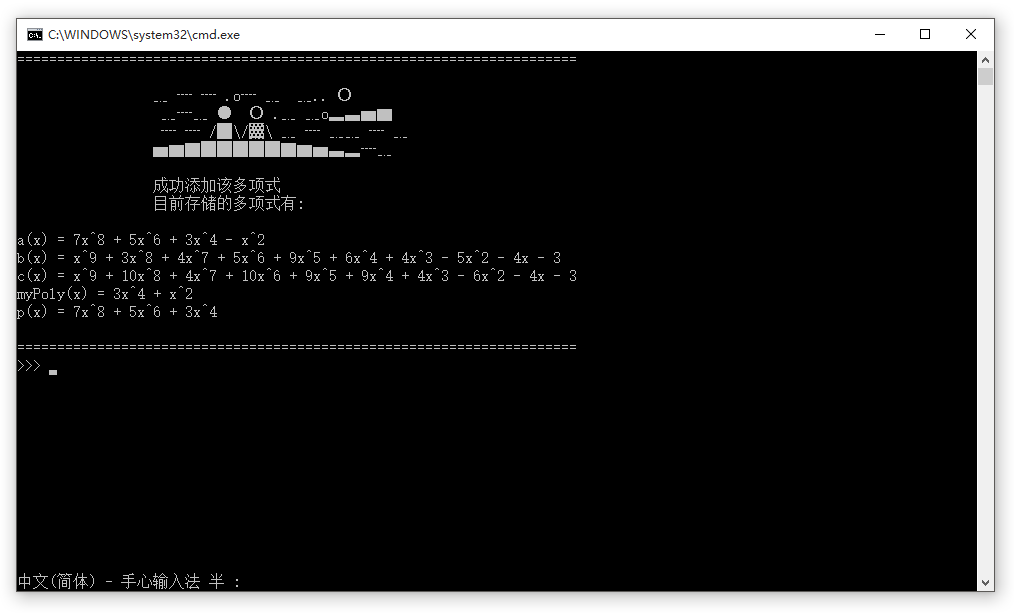 C:\WINDOWS\system32\cmd.exe
======================================================================
成功添加该多项式
目前存储的多项式有:
a(x) = 7x^8 + 5x^6 + 3x^4 - x^2
b(x) = x^9 + 3x^8 + 4x^7 + 5x^6 + 9x^5 + 6x^4 + 4x^3 - 5x^2 - 4x - 3
c(x) = x^9 + 10x^8 + 4x^7 + 10x^6 + 9x^5 + 9x^4 + 4x^3 - 6x^2 - 4x - 3
myPoly(x) = 3x^4 + x^2
p(x) = 7x^8 + 5x^6 + 3x^4
======================================================================
>>>
中文(简体) - 手心输入法 半 :